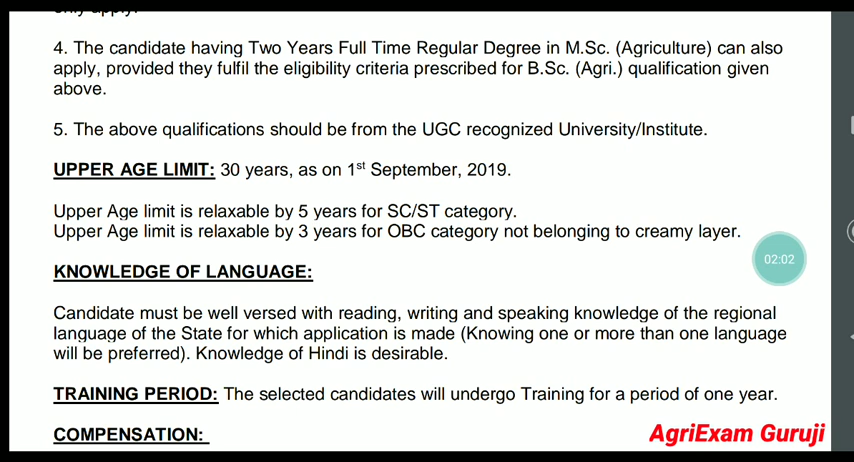 only apply.
4. The candidate having Two Years Full Time Regular Degree in M.Sc. (Agriculture) can also
apply, provided they fulfil the eligibility criteria prescribed for B.Sc. (Agri.) qualification given
above.
5. The above qualifications should be from the UGC recognized University/Institute.
UPPER AGE LIMIT: 30 years, as on 1st September, 2019.
Upper Age limit is relaxable by 5 years for SC/ST category.
Upper Age limit is relaxable by 3 years for OBC category not belonging to creamy layer.
02:02
KNOWLEDGE OF LANGUAGE:
Candidate must be well versed with reading, writing and speaking knowledge of the regional
language of the State for which application is made (Knowing one or more than one language
will be preferred). Knowledge of Hindi is desirable.
TRAINING PERIOD: The selected candidates will undergo Training for a period of one year.
COMPENSATION:
AgriExam Guruji